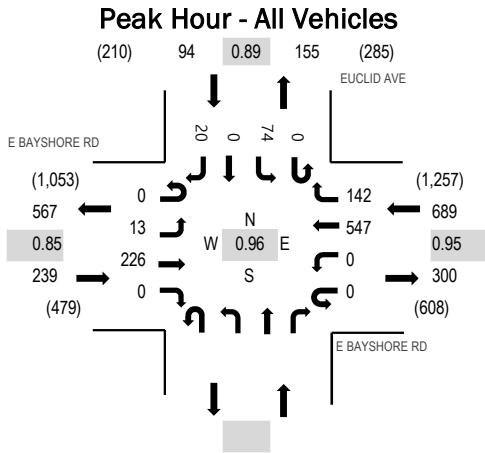 Peak Hour - All Vehicles
(210) 94 0.89 155 (285)
EUCLID AVE
20 0 74 0
E BAYSHORE RD
(1,053) (1,257)
0 142
567 689
13 N 547
0.85 W 0.96 E 0.95
226 0
239 S 300
0 0
(479) (608)
E BAYSHORE RD